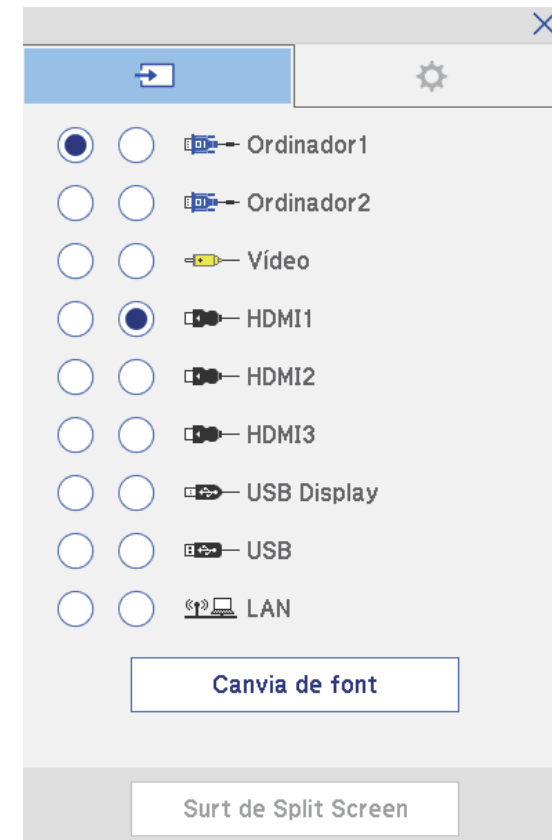 Ordinador1
Ordinador2
Vídeo
HDMI1
HDMI2
HDMI3
USB Display
USB
LAN
Canvia de font
Surt de Split Screen